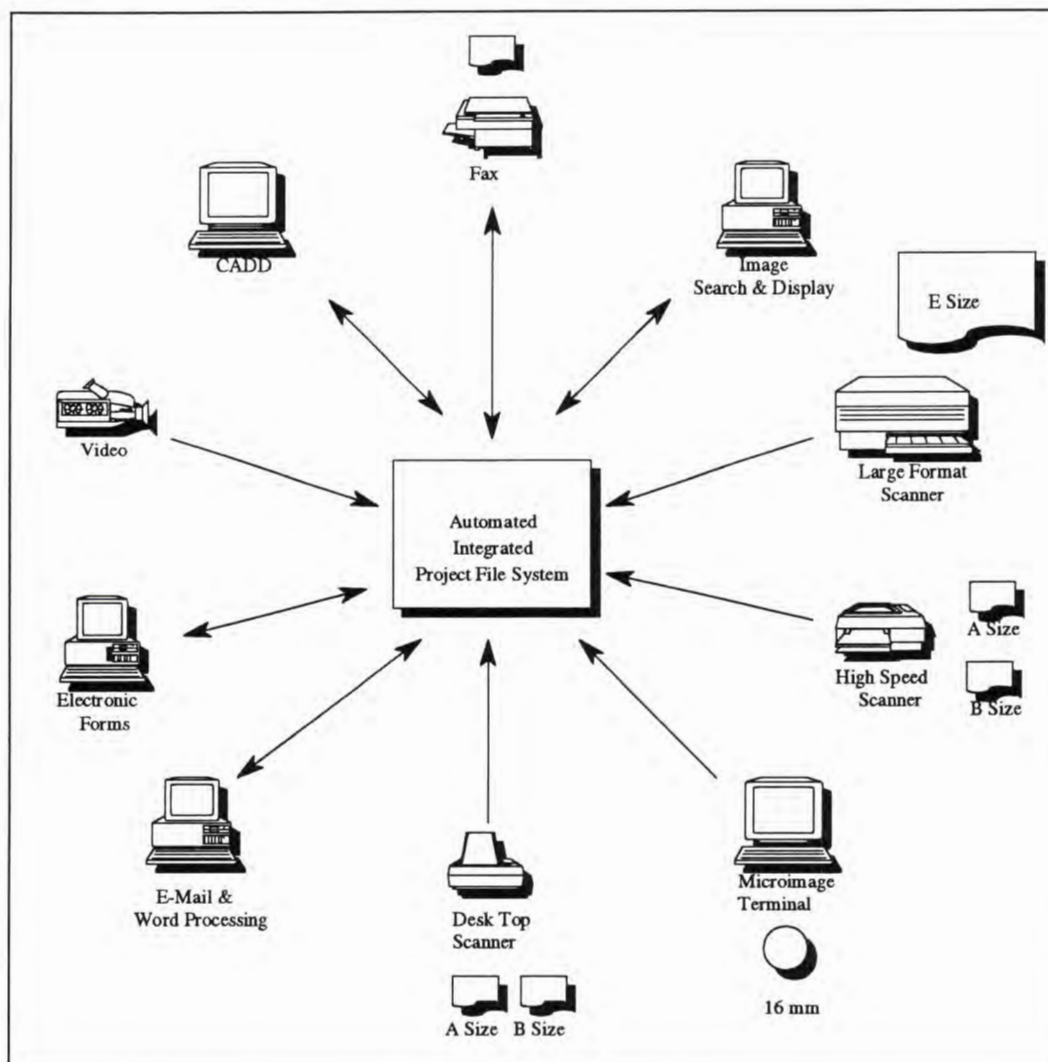 Fax
CADD
Image
Search & Display
E Size
Video
Large Format
Scanner
Automated
Integrated
Project File System
A Size
High Speed
Scanner
B Size
Electronic
Forms
Microimage
Terminal
E-Mail &
Word Processing
Desk Top
Scanner
16 mm
A Size B Size